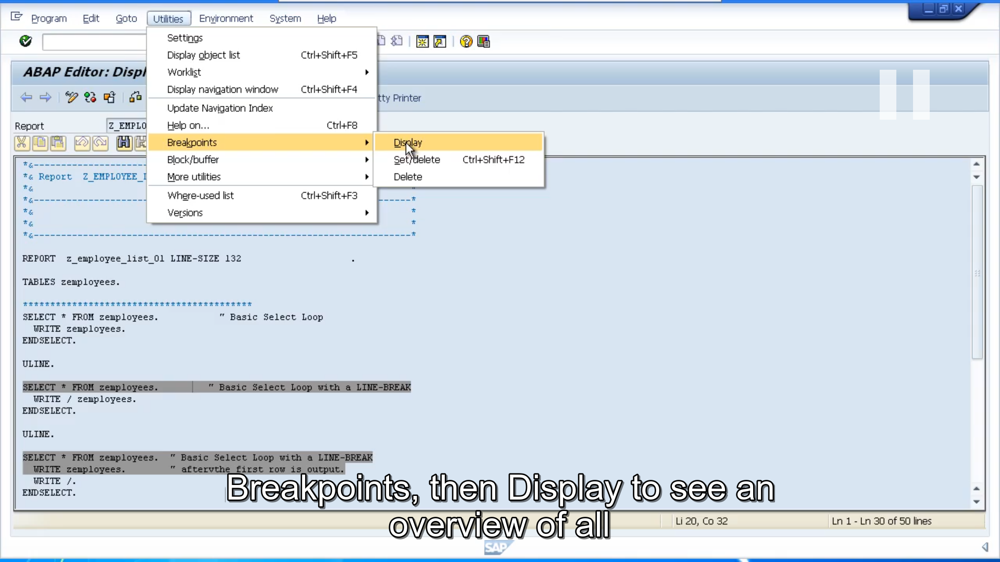 Program Edit Goto Utilities Environment System Help
Settings
Display object list Ctrl+Shift+F5
Worklist
Display navigation window Ctrl+Shift+F4
Update Navigation Index
Help on... Ctrl+F8
Breakpoints
Block/buffer
More utilities
Where-used list Ctrl+Shift+F3
Versions
Display
Set/delete Ctrl+Shift+F12
Delete
ABAP Editor: Displ
tty Printer
Report Z_EMPLO
*&---------------------
*& Report Z_EMPLOYEE_
*&
*&--------------------------------------------------------------------*
*& *
*& *
*&--------------------------------------------------------------------*
REPORT z_employee_list_01 LINE-SIZE 132 .
TABLES zemployees.
******************************************
SELECT * FROM zemployees. " Basic Select Loop
WRITE zemployees.
ENDSELECT.
ULINE.
SELECT * FROM zemployees. " Basic Select Loop with a LINE-BREAK
WRITE / zemployees.
ENDSELECT.
ULINE.
SELECT * FROM zemployees. " Basic Select Loop with a LINE-BREAK
WRITE zemployees. " aftervthe first row is output.
WRITE /.
ENDSELECT.
Breakpoints, then Display to see an
overview of all
Li 20, Co 32 Ln 1 - Ln 30 of 50 lines
SAP